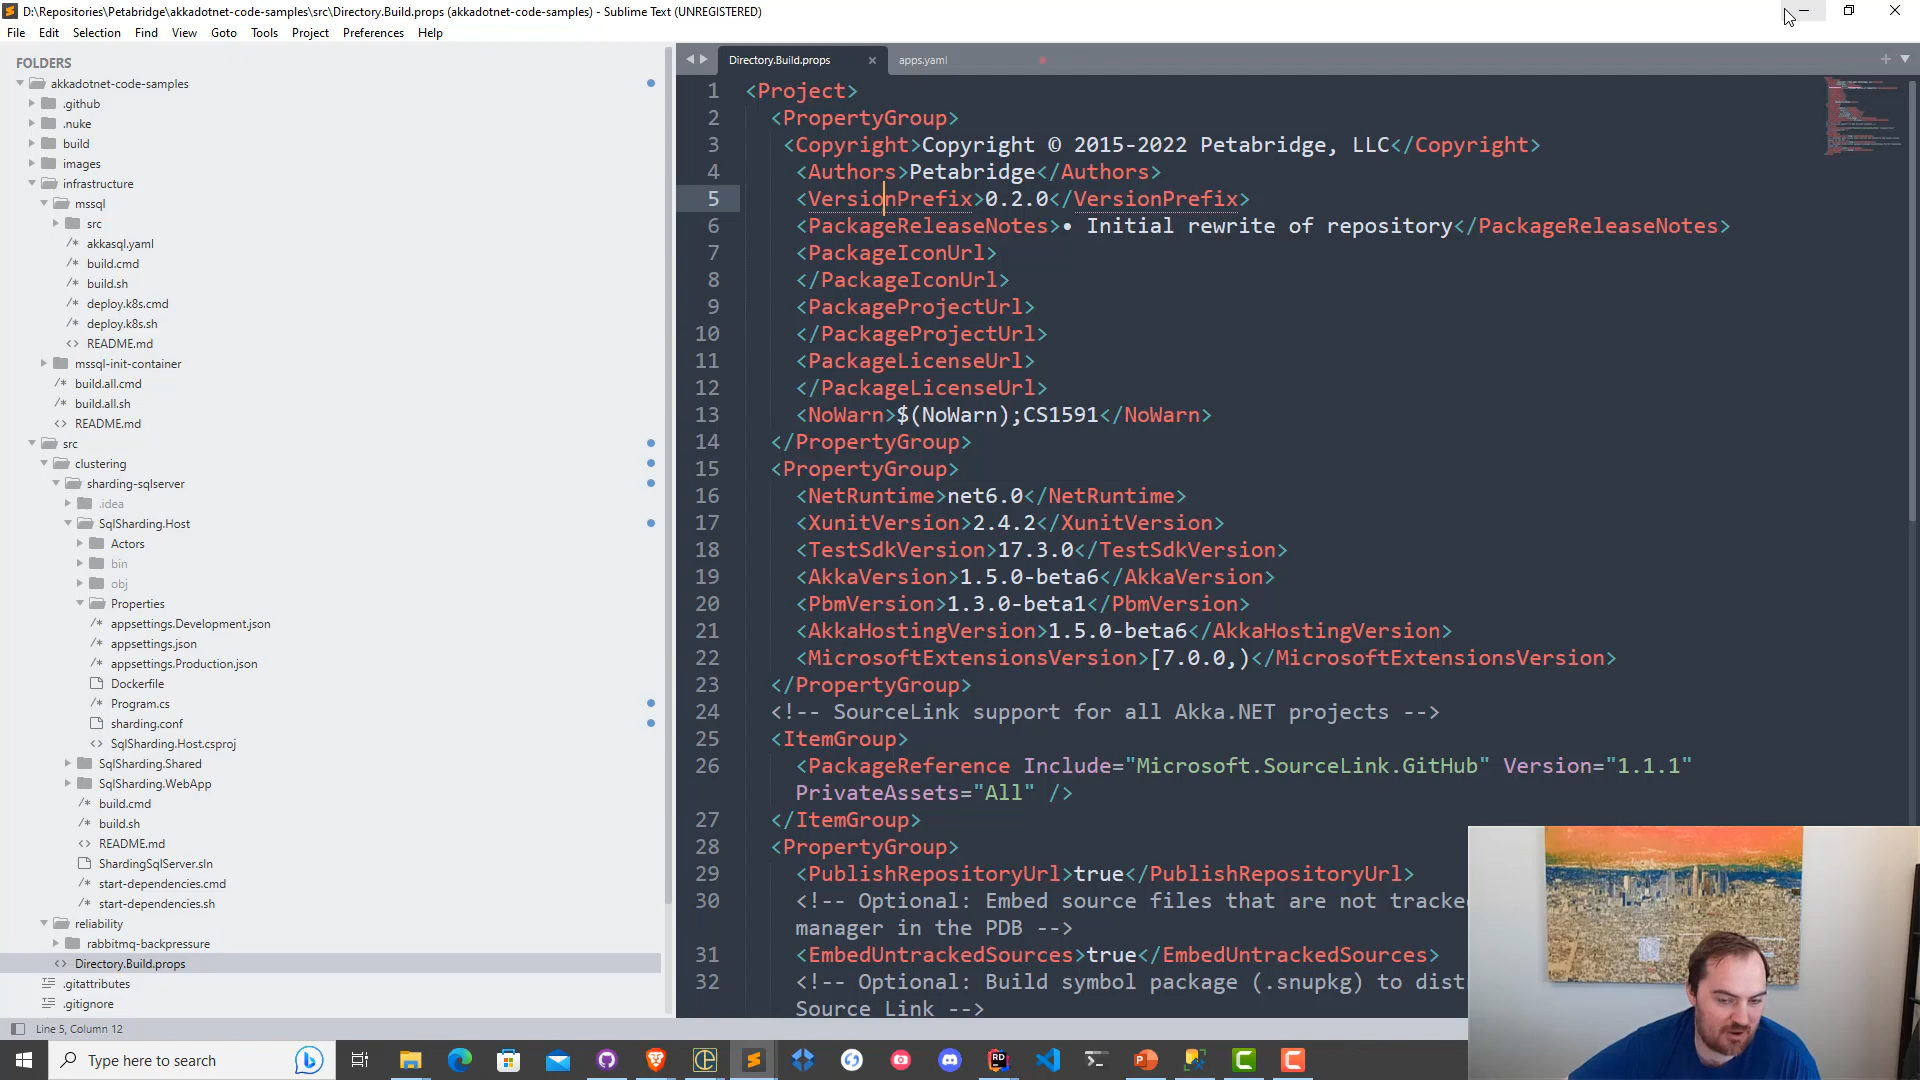 D:\Repositories\Petabridge\akkadotnet-code-samples\src\Directory.Build.props (akkadotnet-code-samples) - Sublime Text (UNREGISTERED)
File Edit Selection Find View Goto Tools Project Preferences Help
FOLDERS
akkadotnet-code-samples
.github
.nuke
build
images
infrastructure
mssql
src
akkasql.yaml
build.cmd
build.sh
deploy.k8s.cmd
deploy.k8s.sh
README.md
mssql-init-container
build.all.cmd
build.all.sh
README.md
src
clustering
sharding-sqlserver
.idea
SqlSharding.Host
Actors
bin
obj
Properties
appsettings.Development.json
appsettings.json
appsettings.Production.json
Dockerfile
Program.cs
sharding.conf
SqlSharding.Host.csproj
SqlSharding.Shared
SqlSharding.WebApp
build.cmd
build.sh
README.md
ShardingSqlServer.sln
start-dependencies.cmd
start-dependencies.sh
reliability
rabbitmq-backpressure
Directory.Build.props
.gitattributes
.gitignore
Directory.Build.props apps.yaml
1 <Project>
2 <PropertyGroup>
3 <Copyright>Copyright © 2015-2022 Petabridge, LLC</Copyright>
4 <Authors>Petabridge</Authors>
5 <VersionPrefix>0.2.0</VersionPrefix>
6 <PackageReleaseNotes>• Initial rewrite of repository</PackageReleaseNotes>
7 <PackageIconUrl>
8 </PackageIconUrl>
9 <PackageProjectUrl>
10 </PackageProjectUrl>
11 <PackageLicenseUrl>
12 </PackageLicenseUrl>
13 <NoWarn>$(NoWarn);CS1591</NoWarn>
14 </PropertyGroup>
15 <PropertyGroup>
16 <NetRuntime>net6.0</NetRuntime>
17 <XunitVersion>2.4.2</XunitVersion>
18 <TestSdkVersion>17.3.0</TestSdkVersion>
19 <AkkaVersion>1.5.0-beta6</AkkaVersion>
20 <PbmVersion>1.3.0-beta1</PbmVersion>
21 <AkkaHostingVersion>1.5.0-beta6</AkkaHostingVersion>
22 <MicrosoftExtensionsVersion>[7.0.0,)</MicrosoftExtensionsVersion>
23 </PropertyGroup>
24 <!-- SourceLink support for all Akka.NET projects -->
25 <ItemGroup>
26 <PackageReference Include="Microsoft.SourceLink.GitHub" Version="1.1.1"
PrivateAssets="All" />
27 </ItemGroup>
28 <PropertyGroup>
29 <PublishRepositoryUrl>true</PublishRepositoryUrl>
30 <!-- Optional: Embed source files that are not tracke
manager in the PDB -->
31 <EmbedUntrackedSources>true</EmbedUntrackedSources>
32 <!-- Optional: Build symbol package (.snupkg) to dist
Source Link -->
Line 5, Column 12
Type here to search